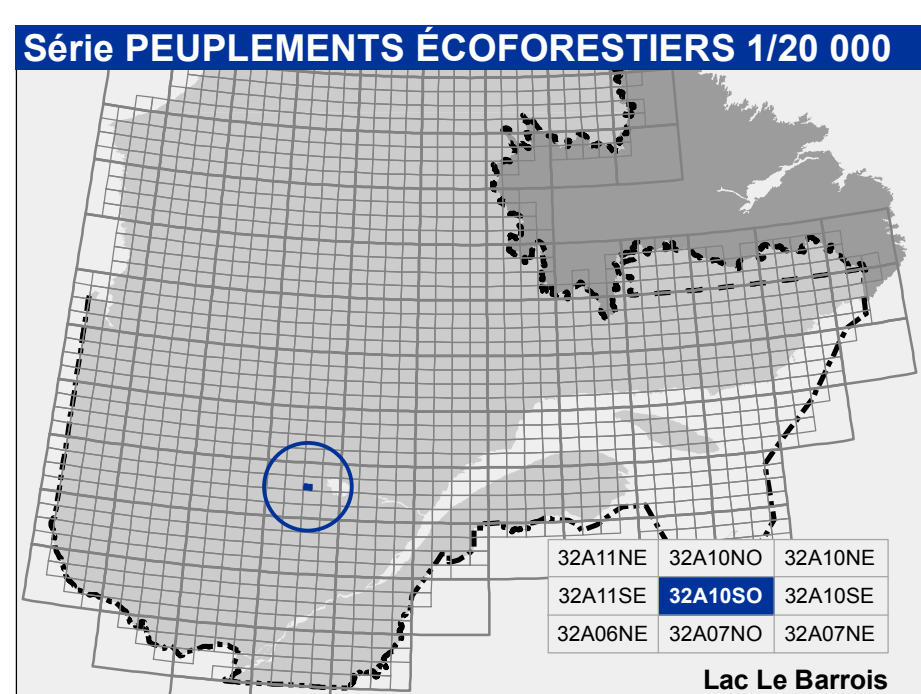 Série PEUPLEMENTS ÉCOFORESTIERS 1/20 000
32A11NE 32A10NO 32A10NE
32A11SE 32A10SO 32A10SE
32A06NE 32A07NO 32A07NE
Lac Le Barrois